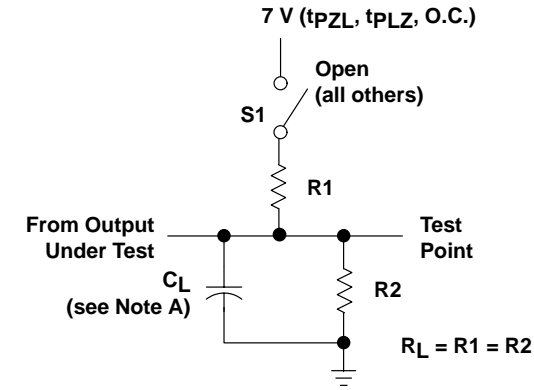 7 V (tPZL, tPLZ, O.C.)
Open
(all others)
S1
R1
From Output
Under Test
Test
Point
CL
(see Note A)
R2
RL = R1 = R2